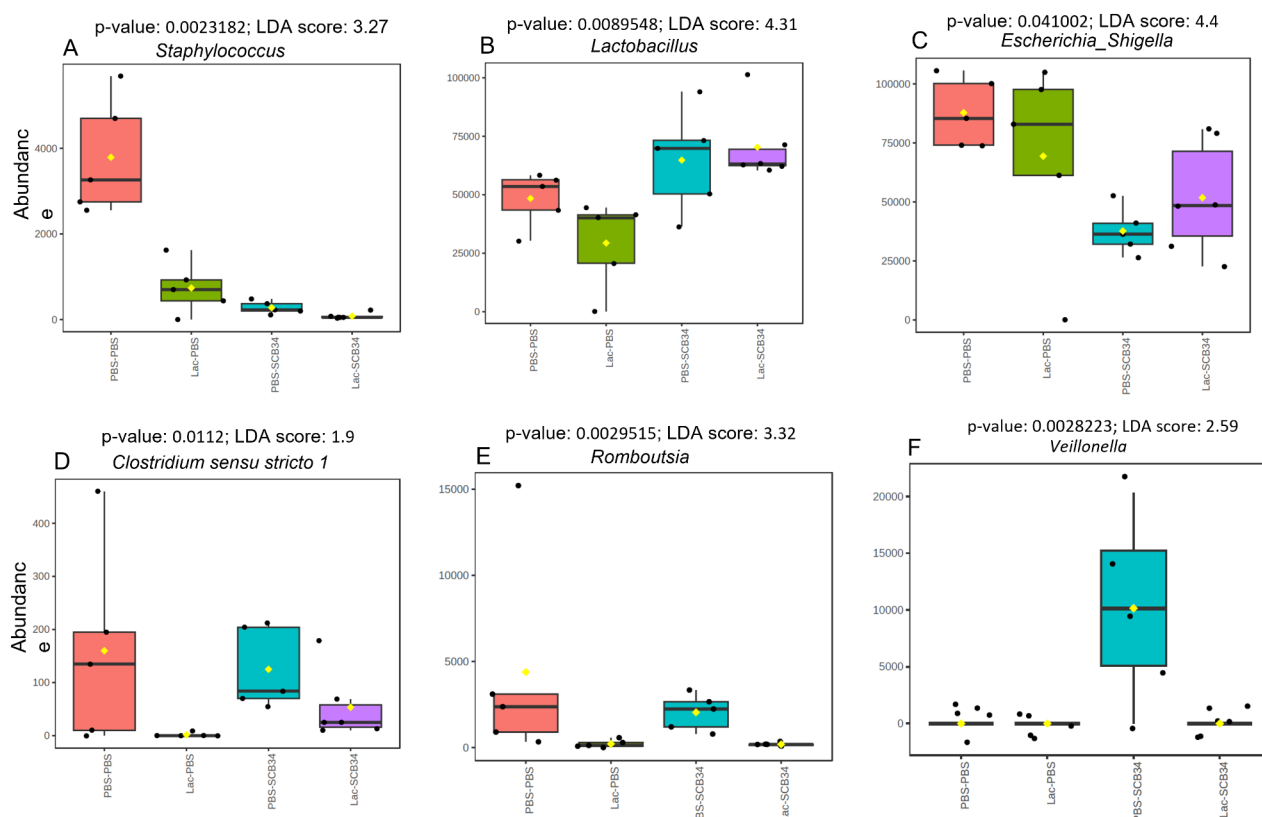 p-value: 0.0023182; LDA score: 3.27
A
Staphylococcus
Abundanc
e
4000
2000
0
PBS-PBS
Lac-PBS
PBS-SCB34
Lac-SCB34
p-value: 0.0089548; LDA score: 4.31
B
Lactobacillus
100000
75000
50000
25000
0
PBS-PBS
Lac-PBS
PBS-SCB34
Lac-SCB34
p-value: 0.041002; LDA score: 4.4
C
Escherichia_Shigella
100000
75000
50000
25000
0
PBS-PBS
Lac-PBS
PBS-SCB34
Lac-SCB34
p-value: 0.0112; LDA score: 1.9
D
Clostridium sensu stricto 1
Abundanc
e
400
300
200
100
0
PBS-PBS
Lac-PBS
PBS-SCB34
Lac-SCB34
p-value: 0.0029515; LDA score: 3.32
E
Romboutsia
15000
10000
5000
0
PBS-PBS
Lac-PBS
BS-SCB34
ac-SCB34
p-value: 0.0028223; LDA score: 2.59
F
Veillonella
20000
15000
10000
5000
0
PBS-PBS
Lac-PBS
PBS-SCB34
Lac-SCB34